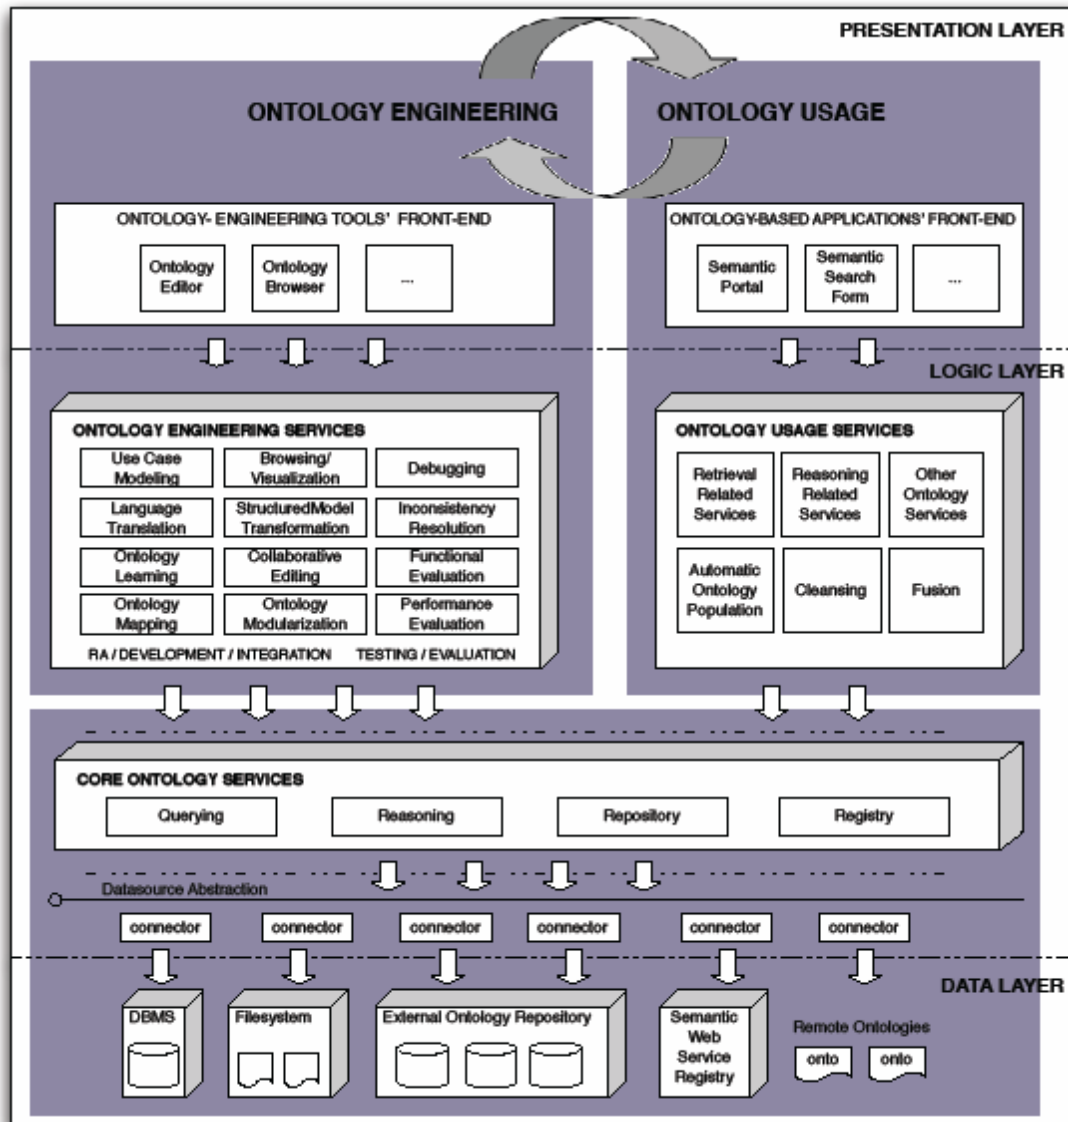 PRESENTATION LAYER
ONTOLOGY ENGINEERING
ONTOLOGY USAGE
ONTOLOGY- ENGINEERING TOOLS' FRONT-END
Ontology
Editor
Ontology
Browser
...
ONTOLOGY-BASED APPLICATIONS' FRONT-END
Semantic
Portal
Semantic
Search
Form
...
LOGIC LAYER
ONTOLOGY ENGINEERING SERVICES
Use Case
Modeling
Browsing/
Visualization
Debugging
Language
Translation
StructuredModel
Transformation
Inconsistency
Resolution
Ontology
Learning
Collaborative
Editing
Functional
Evaluation
Ontology
Mapping
Ontology
Modularization
Performance
Evaluation
RA / DEVELOPMENT / INTEGRATION
TESTING / EVALUATION
ONTOLOGY USAGE SERVICES
Retrieval
Related
Services
Reasoning
Related
Services
Other
Ontology
Services
Automatic
Ontology
Population
Cleansing
Fusion
CORE ONTOLOGY SERVICES
Querying
Reasoning
Repository
Registry
Datasource Abstraction
connector
connector
connector
connector
connector
connector
DATA LAYER
DBMS
Filesystem
External Ontology Repository
Semantic
Web
Service
Registry
Remote Ontologies
onto
onto